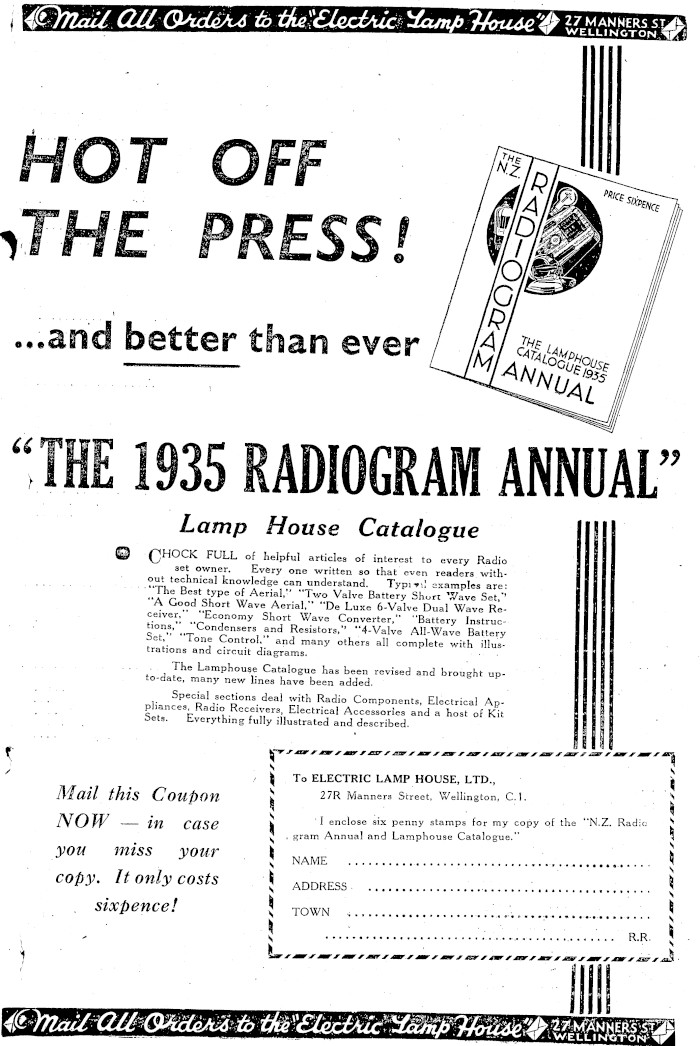 Mail All Orders to the "Electric Lamp House" 27 MANNERS ST
WELLINGTON
HOT OFF
THE PRESS!
...and better than ever
THE
N.Z.
RADIOGRAM
PRICE SIXPENCE
THE LAMPHOUSE
CATALOGUE 1935
ANNUAL
"THE 1935 RADIOGRAM ANNUAL"
Lamp House Catalogue
CHOCK FULL of helpful articles of interest to every Radio
set owner. Every one written so that even readers with-
out technical knowledge can understand. Typical examples are:
"The Best type of Aerial," "Two Valve Battery Short Wave Set,"
"A Good Short Wave Aerial," "De Luxe 6-Valve Dual Wave Re-
ceiver," "Economy Short Wave Converter," "Battery Instruc-
tions," "Condensers and Resistors," "4-Valve All-Wave Battery
Set," "Tone Control," and many others all complete with illus-
trations and circuit diagrams.
The Lamphouse Catalogue has been revised and brought up-
to-date, many new lines have been added.
Special sections deal with Radio Components, Electrical Ap-
pliances, Radio Receivers, Electrical Accessories and a host of Kit
Sets. Everything fully illustrated and described.
Mail this Coupon
NOW — in case
you miss your
copy. It only costs
sixpence!
To ELECTRIC LAMP HOUSE, LTD.,
27R Manners Street, Wellington, C.1.
I enclose six penny stamps for my copy of the "N.Z. Radio
gram Annual and Lamphouse Catalogue."
NAME
ADDRESS
TOWN
R.R.
Mail All Orders to the "Electric Lamp House" 27 MANNERS ST
WELLINGTON